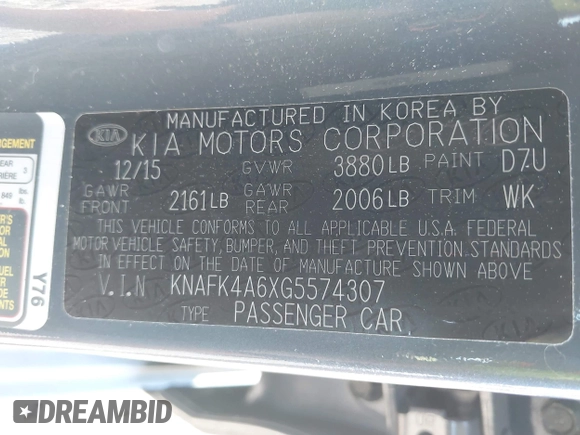 MANUFACTURED IN KOREA BY
KIA KIA MOTORS CORPORATION
12/15 GVWR 3880LB PAINT D7U
GAWR FRONT 2161LB GAWR REAR 2006LB TRIM WK
THIS VEHICLE CONFORMS TO ALL APPLICABLE U.S.A. FEDERAL
MOTOR VEHICLE SAFETY, BUMPER, AND THEFT PREVENTION STANDARDS
IN EFFECT ON THE DATE OF MANUFACTURE SHOWN ABOVE
V.I.N KNAFK4A6XG5574307
TYPE PASSENGER CAR
Y76
DREAMBID